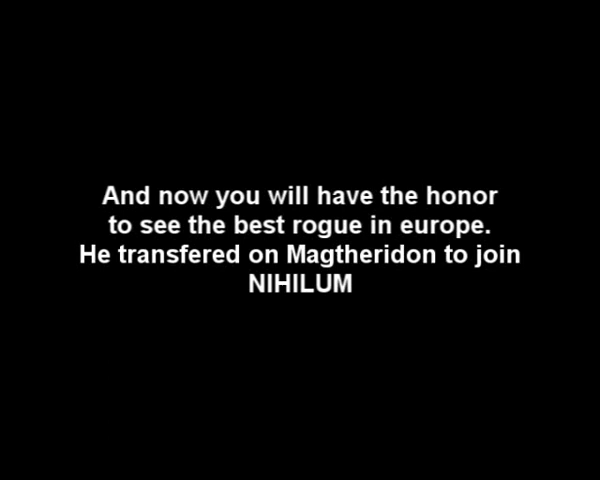 And now you will have the honor
to see the best rogue in europe.
He transfered on Magtheridon to join
NIHILUM